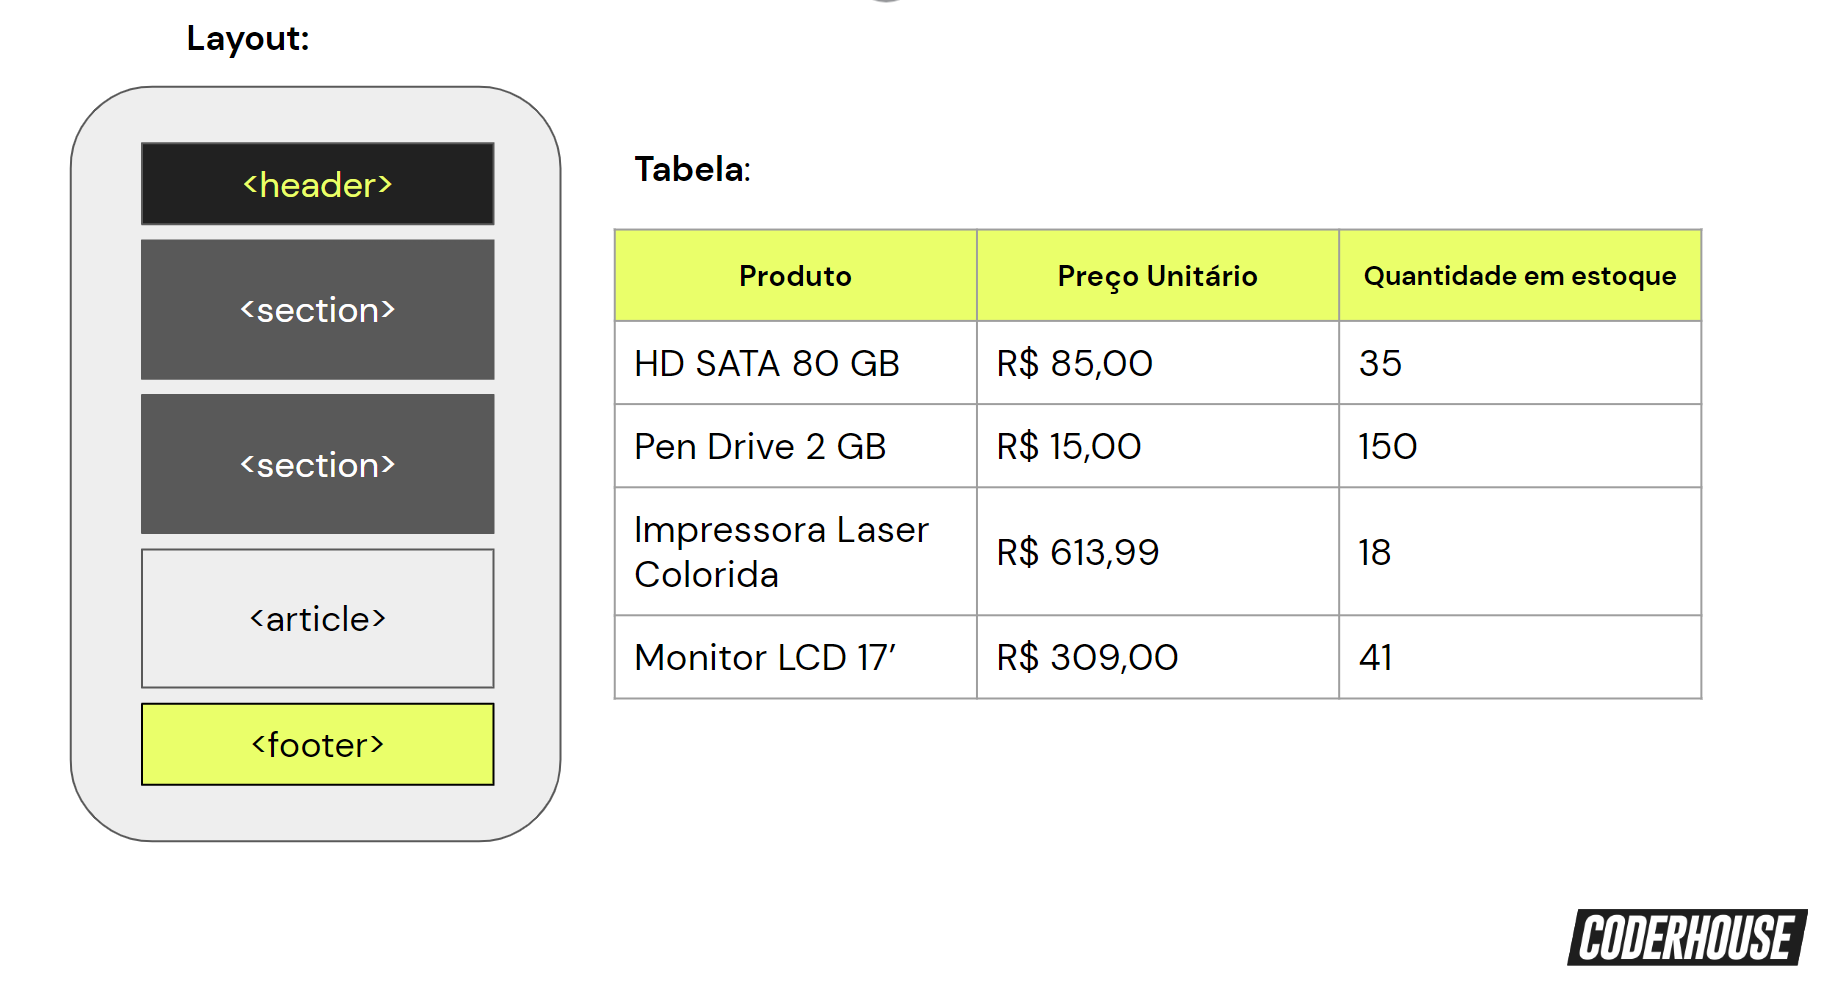 Layout:
<header>
<section>
<section>
<article>
<footer>
Tabela:
Produto Preço Unitário Quantidade em estoque
HD SATA 80 GB R$ 85,00 35
Pen Drive 2 GB R$ 15,00 150
Impressora Laser
Colorida R$ 613,99 18
Monitor LCD 17’ R$ 309,00 41
CODERHOUSE